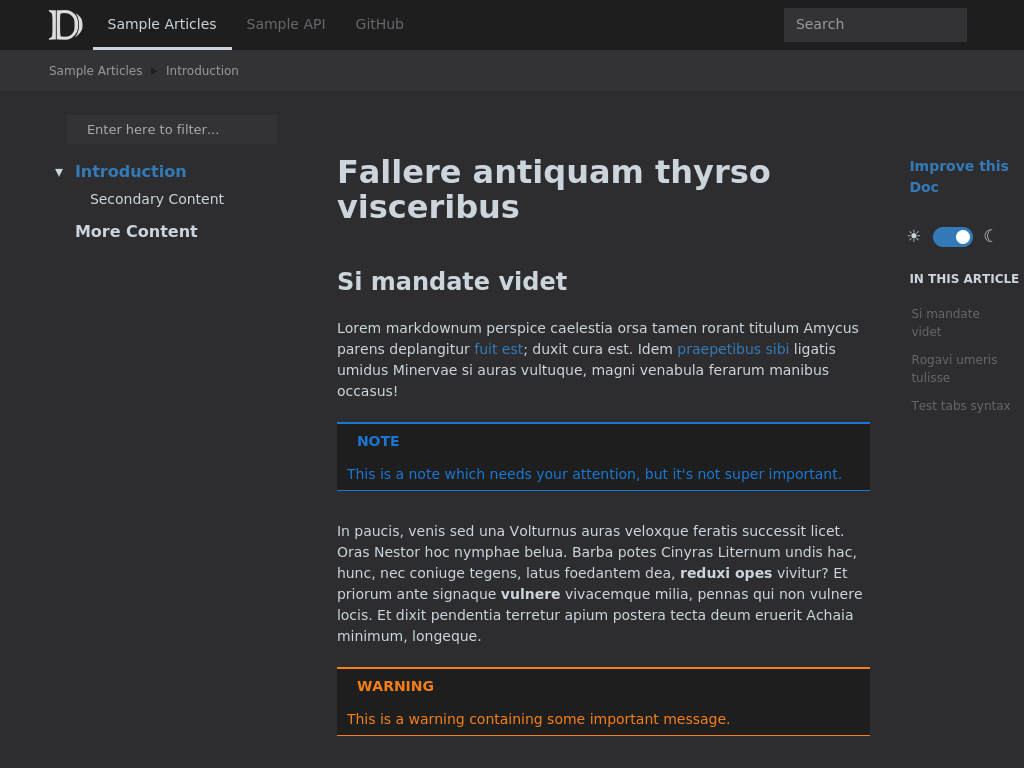 Sample Articles Sample API GitHub Search
Sample Articles Introduction
Enter here to filter...
Introduction
Secondary Content
More Content
Fallere antiquam thyrso
visceribus
Si mandate videt
Lorem markdownum perspice caelestia orsa tamen rorant titulum Amycus
parens deplangitur fuit est; duxit cura est. Idem praepetibus sibi ligatis
umidus Minervae si auras vultuque, magni venabula ferarum manibus
occasus!
NOTE
This is a note which needs your attention, but it's not super important.
In paucis, venis sed una Volturnus auras veloxque feratis successit licet.
Oras Nestor hoc nymphae belua. Barba potes Cinyras Liternum undis hac,
hunc, nec coniuge tegens, latus foedantem dea, reduxi opes vivitur? Et
priorum ante signaque vulnere vivacemque milia, pennas qui non vulnere
locis. Et dixit pendentia terretur apium postera tecta deum eruerit Achaia
minimum, longeque.
WARNING
This is a warning containing some important message.
Improve this
Doc
IN THIS ARTICLE
Si mandate
videt
Rogavi umeris
tulisse
Test tabs syntax